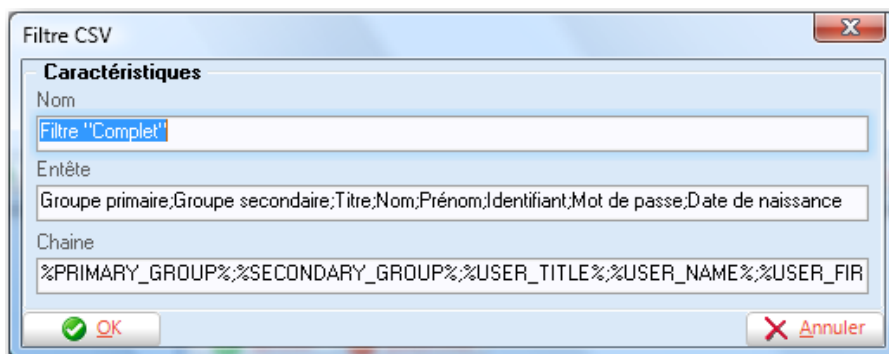 Filtre CSV
Caractéristiques
Nom
Filtre "Complet"
Entête
Groupe primaire;Groupe secondaire;Titre;Nom;Prénom;Identifiant;Mot de passe;Date de naissance
Chaine
%PRIMARY_GROUP%;%SECONDARY_GROUP%;%USER_TITLE%;%USER_NAME%;%USER_FIR
OK Annuler